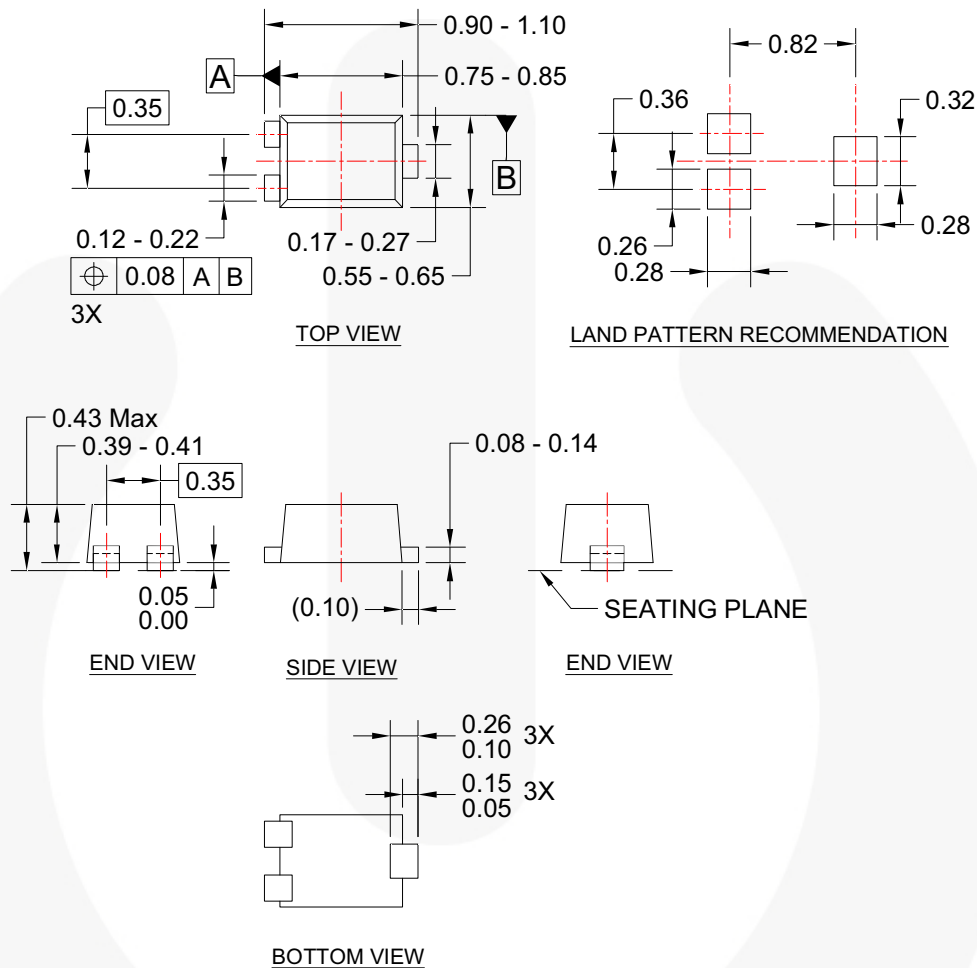 0.90 - 1.10
0.75 - 0.85
A
0.35
B
0.12 - 0.22
0.17 - 0.27
0.55 - 0.65
⌖ 0.08 A B
3X
TOP VIEW
0.82
0.36
0.32
0.26
0.28
0.28
LAND PATTERN RECOMMENDATION
0.43 Max
0.39 - 0.41
0.35
0.05
0.00
END VIEW
0.08 - 0.14
(0.10)
SIDE VIEW
SEATING PLANE
END VIEW
0.26
0.10 3X
0.15
0.05 3X
BOTTOM VIEW